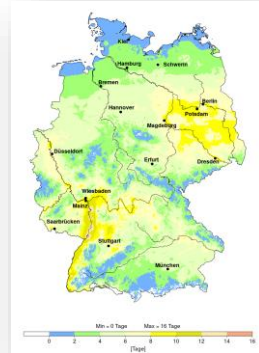 Kiel
Hamburg
Schwerin
Bremen
Berlin
Hannover
Potsdam
Magdeburg
Düsseldorf
Erfurt
Dresden
Wiesbaden
Mainz
Saarbrücken
Stuttgart
München
Min = 0 Tage Max = 16 Tage
0 2 4 6 8 10 12 14 16
[Tage]